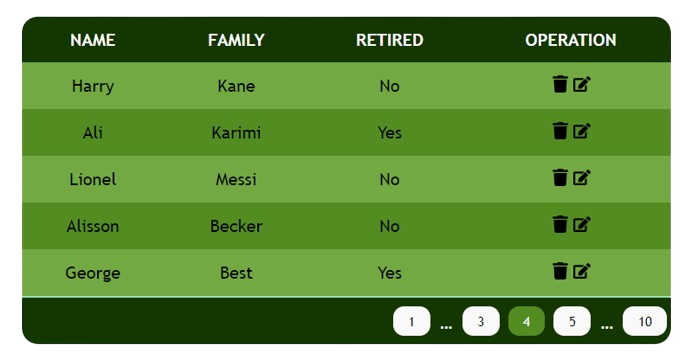 NAME FAMILY RETIRED OPERATION
Harry Kane No
Ali Karimi Yes
Lionel Messi No
Alisson Becker No
George Best Yes
1 ... 3 4 5 ... 10